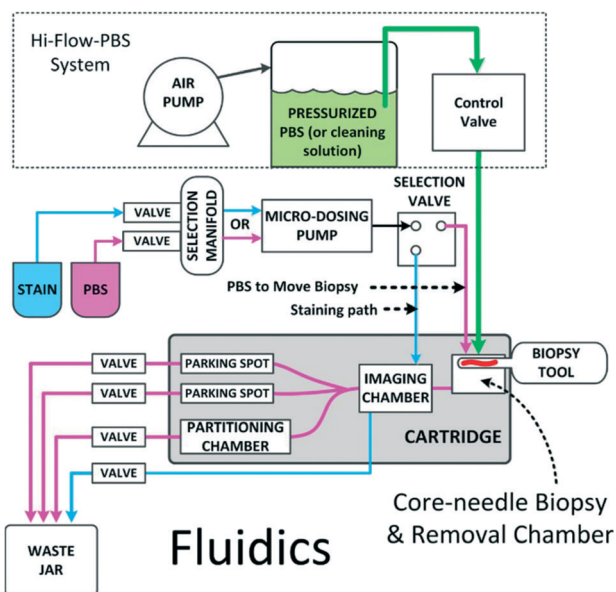 Hi-Flow-PBS
System
AIR
PUMP
PRESSURIZED
PBS (or cleaning
solution)
Control
Valve
SELECTION
VALVE
VALVE
VALVE
SELECTION
MANIFOLD
OR
MICRO-DOSING
PUMP
STAIN
PBS
PBS to Move Biopsy
Staining path
VALVE
PARKING SPOT
VALVE
PARKING SPOT
VALVE
PARTITIONING
CHAMBER
VALVE
IMAGING
CHAMBER
BIOPSY
TOOL
CARTRIDGE
Core-needle Biopsy
& Removal Chamber
WASTE
JAR
Fluidics